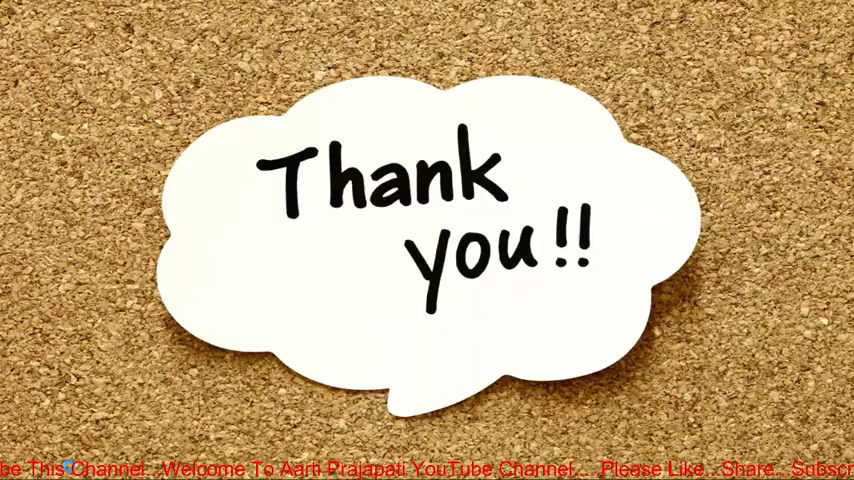 Thank
you!!
be This Channel...Welcome To Aarti Prajapati YouTube Channel.... Please Like...Share...Subscr